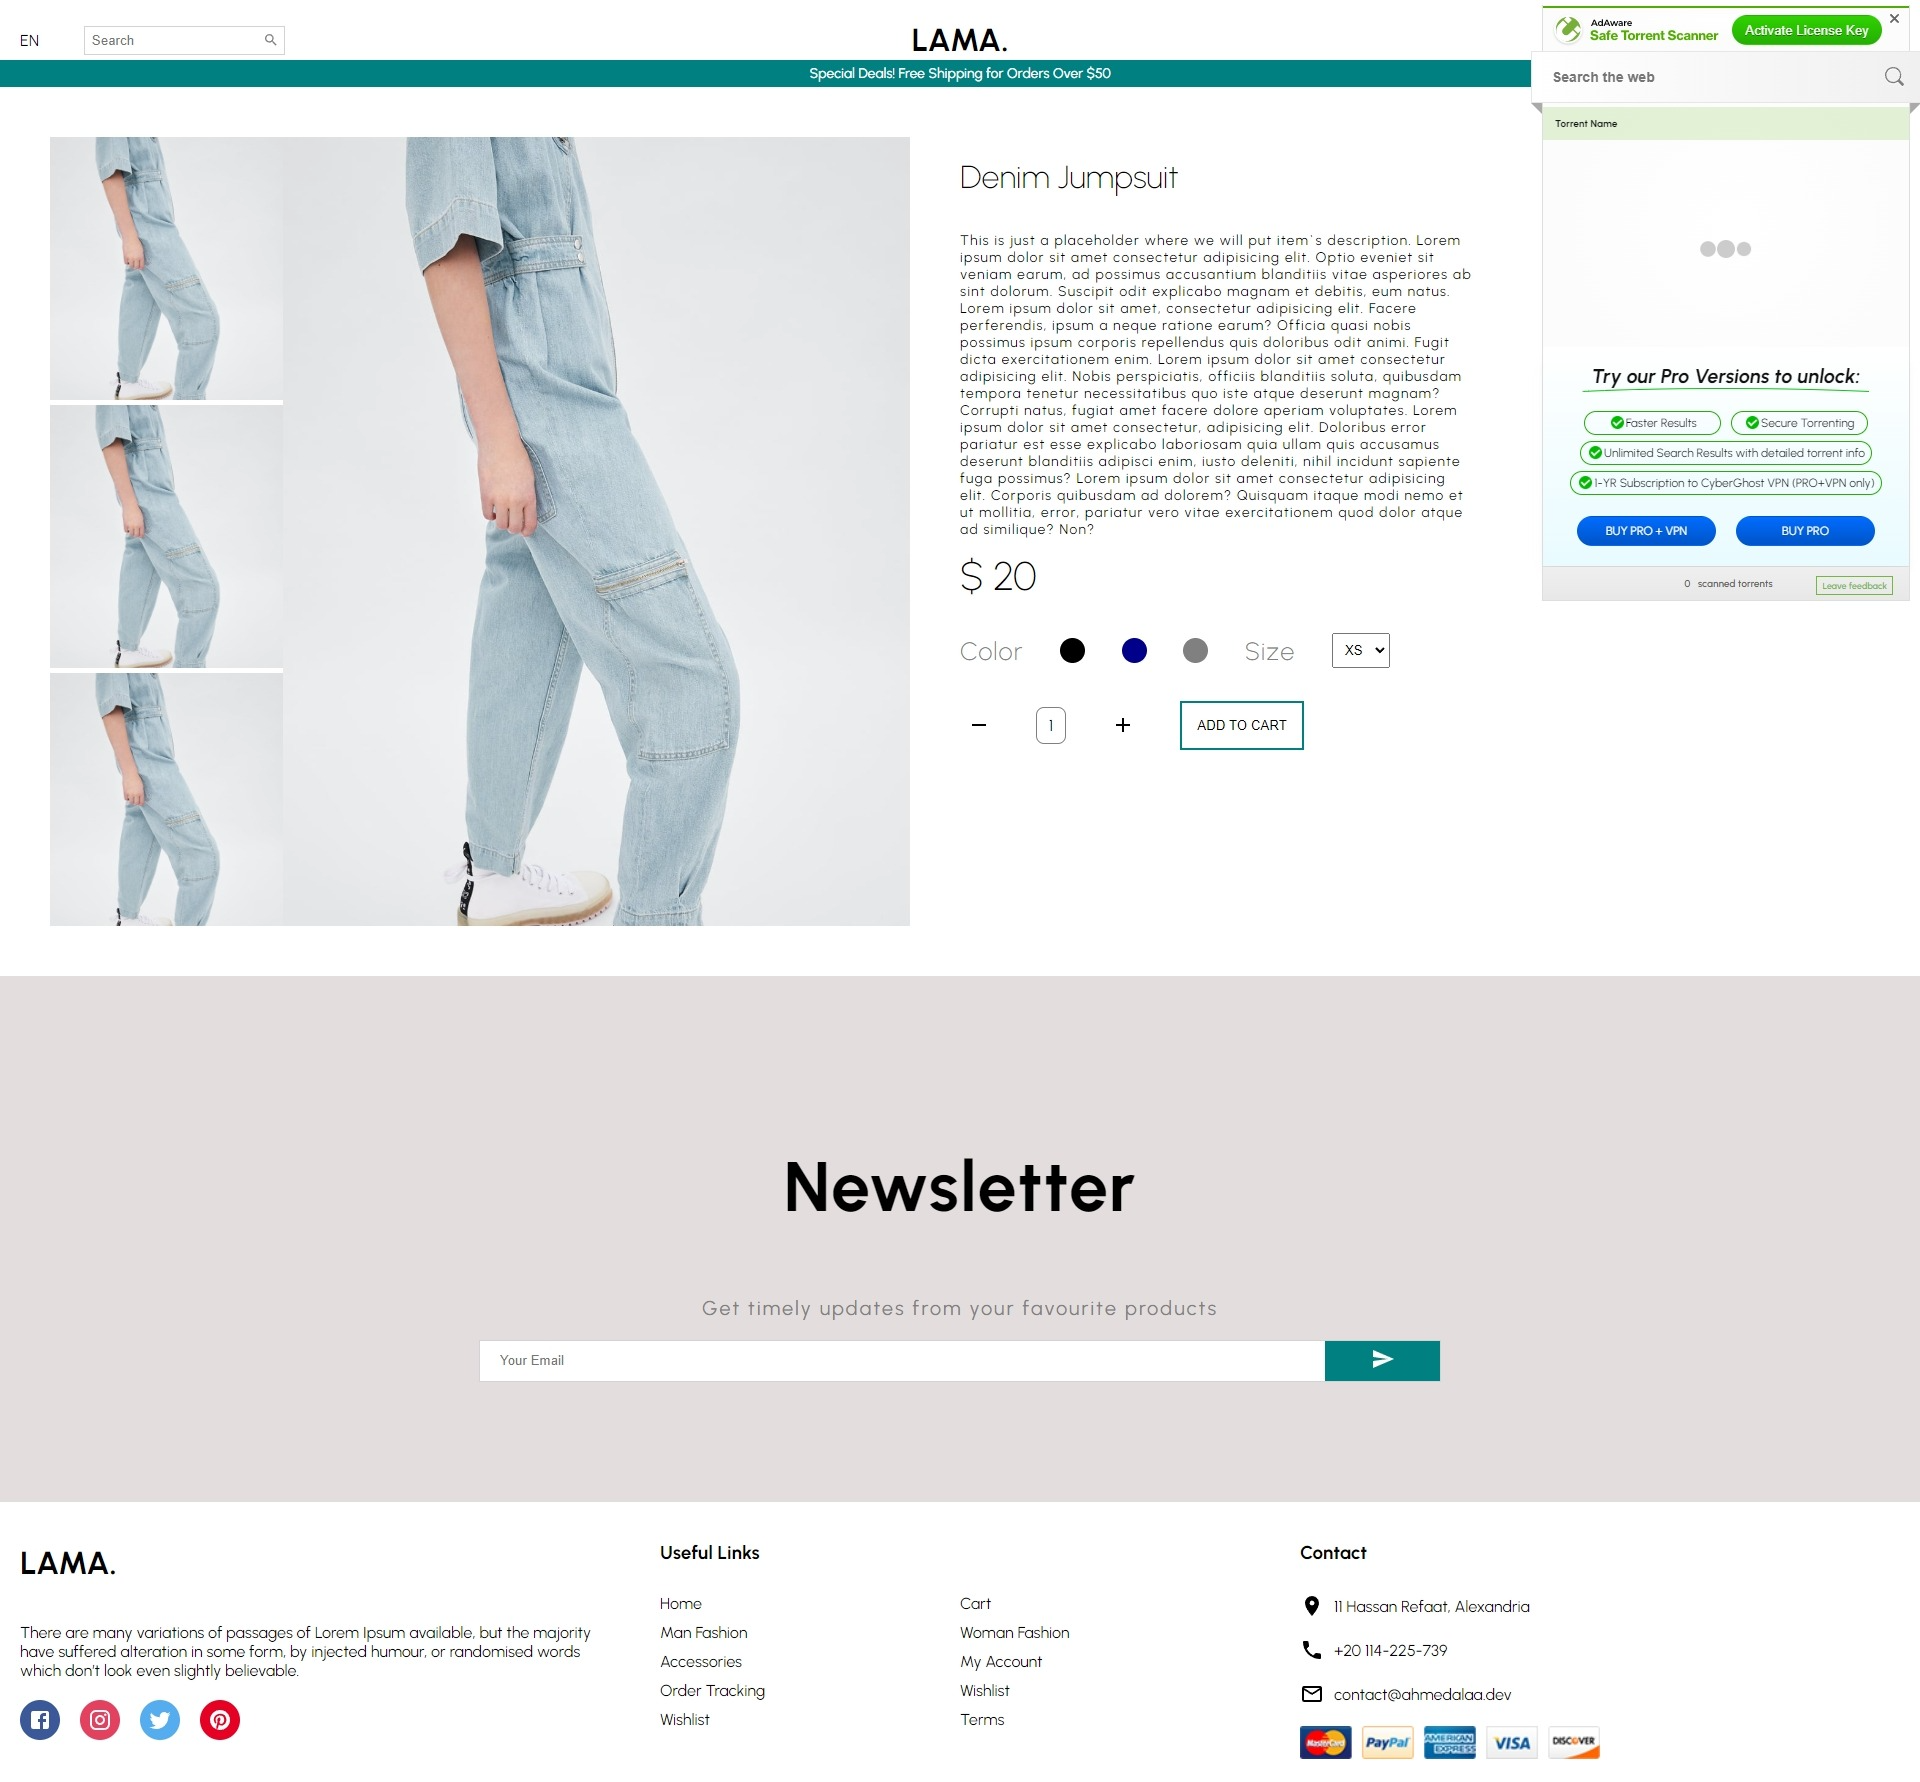 EN
Search
LAMA.
Special Deals! Free Shipping for Orders Over $50
AdAware
Safe Torrent Scanner
Activate License Key
Search the web
Torrent Name
Try our Pro Versions to unlock:
Faster Results
Secure Torrenting
Unlimited Search Results with detailed torrent info
1-YR Subscription to CyberGhost VPN (PRO+VPN only)
BUY PRO + VPN
BUY PRO
0 scanned torrents
Leave feedback
Denim Jumpsuit
This is just a placeholder where we will put item`s description. Lorem
ipsum dolor sit amet consectetur adipisicing elit. Optio eveniet sit
veniam earum, ad possimus accusantium blanditiis vitae asperiores ab
sint dolorum. Suscipit odit explicabo magnam et debitis, eum natus.
Lorem ipsum dolor sit amet, consectetur adipisicing elit. Facere
perferendis, ipsum a neque ratione earum? Officia quasi nobis
possimus ipsum corporis repellendus quis doloribus odit animi. Fugit
dicta exercitationem enim. Lorem ipsum dolor sit amet consectetur
adipisicing elit. Nobis perspiciatis, officiis blanditiis soluta, quibusdam
tempora tenetur necessitatibus quo iste atque deserunt magnam?
Corrupti natus, fugiat amet facere dolore aperiam voluptates. Lorem
ipsum dolor sit amet consectetur, adipisicing elit. Doloribus error
pariatur est esse explicabo laboriosam quia ullam quis accusamus
deserunt blanditiis adipisci enim, iusto deleniti, nihil incidunt sapiente
fuga possimus? Lorem ipsum dolor sit amet consectetur adipisicing
elit. Corporis quibusdam ad dolorem? Quisquam itaque modi nemo et
ut mollitia, error, pariatur vero vitae exercitationem quod dolor atque
ad similique? Non?
$ 20
Color
Size
XS
1
ADD TO CART
Newsletter
Get timely updates from your favourite products
Your Email
LAMA.
There are many variations of passages of Lorem Ipsum available, but the majority
have suffered alteration in some form, by injected humour, or randomised words
which don't look even slightly believable.
Useful Links
Home
Cart
Man Fashion
Woman Fashion
Accessories
My Account
Order Tracking
Wishlist
Wishlist
Terms
Contact
11 Hassan Refaat, Alexandria
+20 114-225-739
contact@ahmedalaa.dev
MasterCard
PayPal
AMERICAN EXPRESS
VISA
DISCOVER